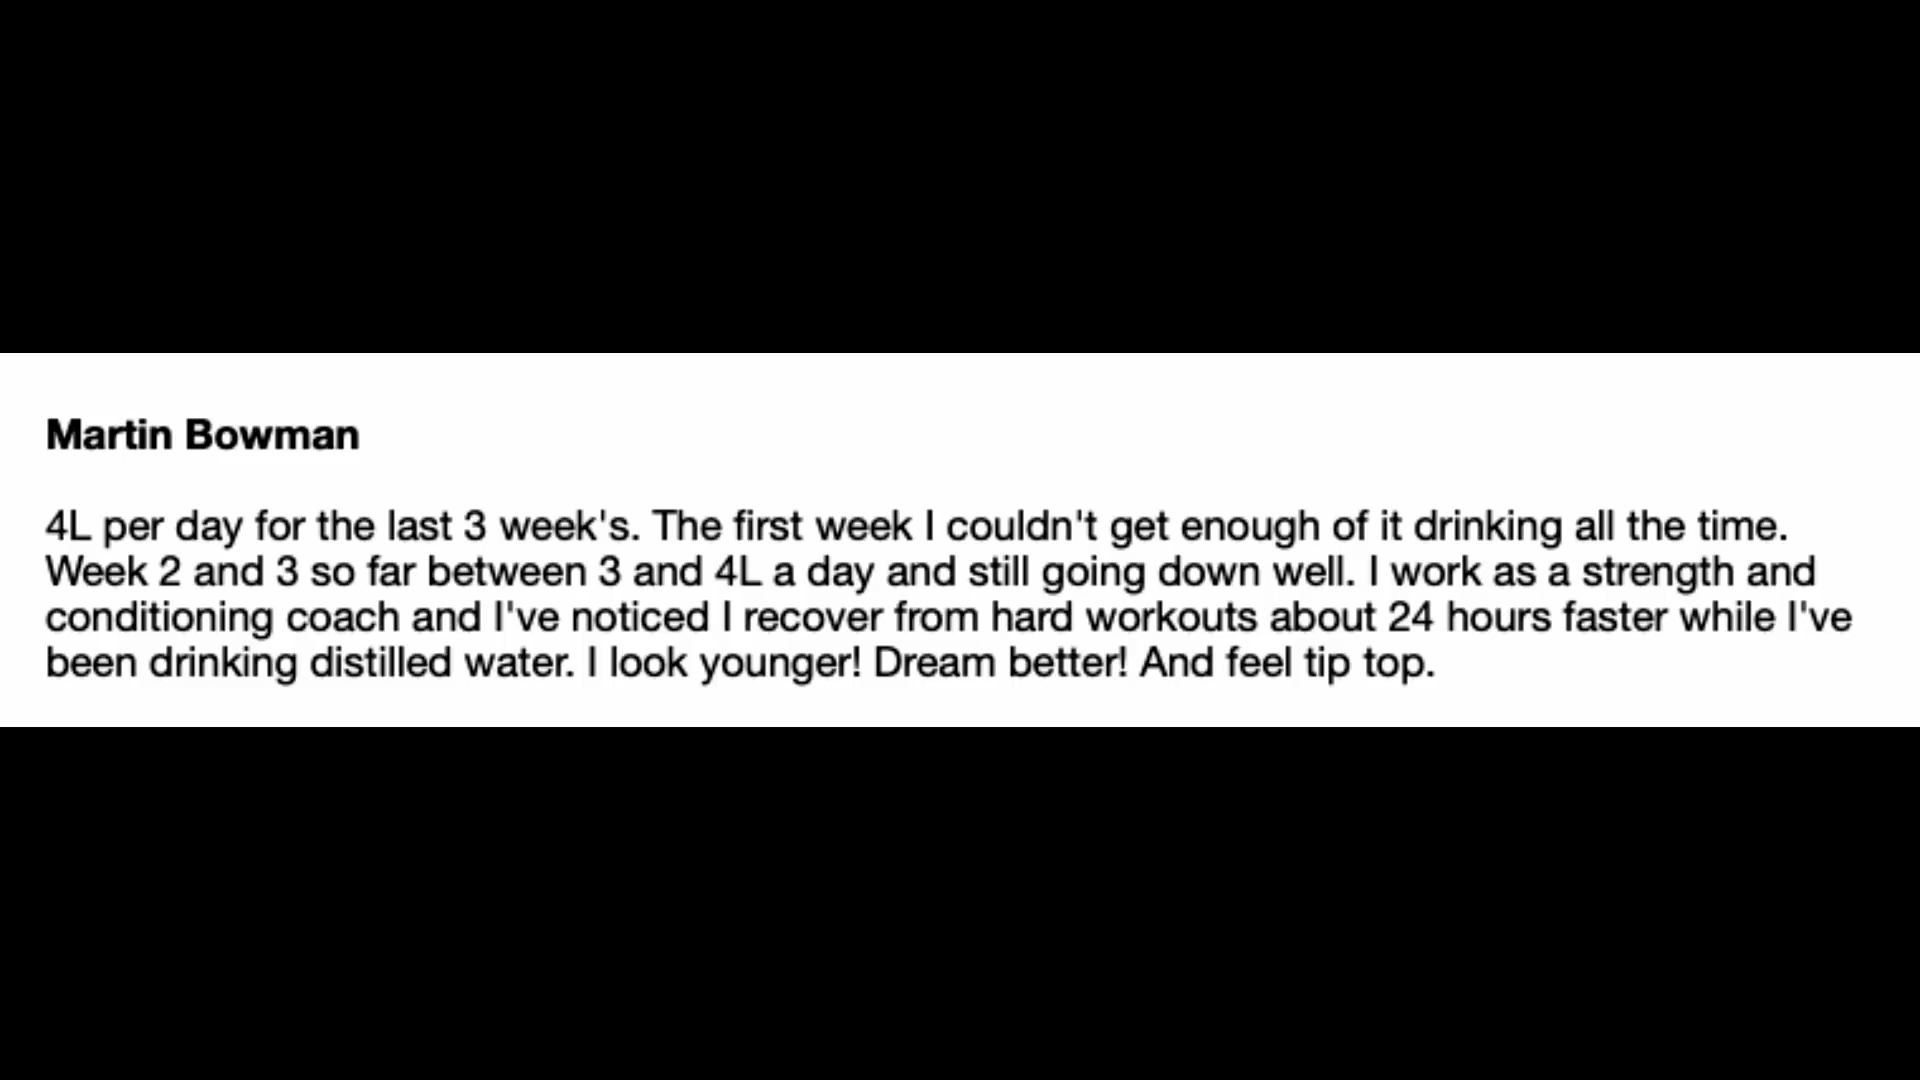 Martin Bowman
4L per day for the last 3 week's. The first week I couldn't get enough of it drinking all the time.
Week 2 and 3 so far between 3 and 4L a day and still going down well. I work as a strength and
conditioning coach and I've noticed I recover from hard workouts about 24 hours faster while I've
been drinking distilled water. I look younger! Dream better! And feel tip top.